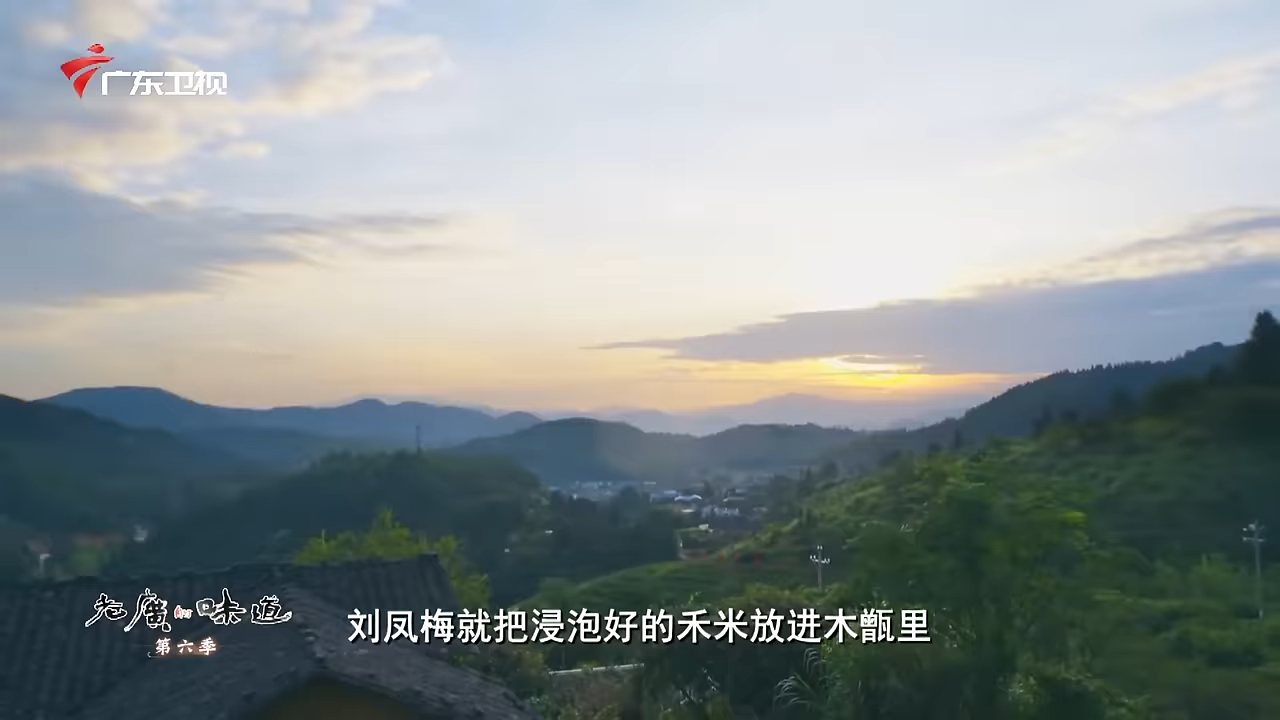 广东卫视
老广的味道
第六季
刘凤梅就把浸泡好的禾米放进木甑里